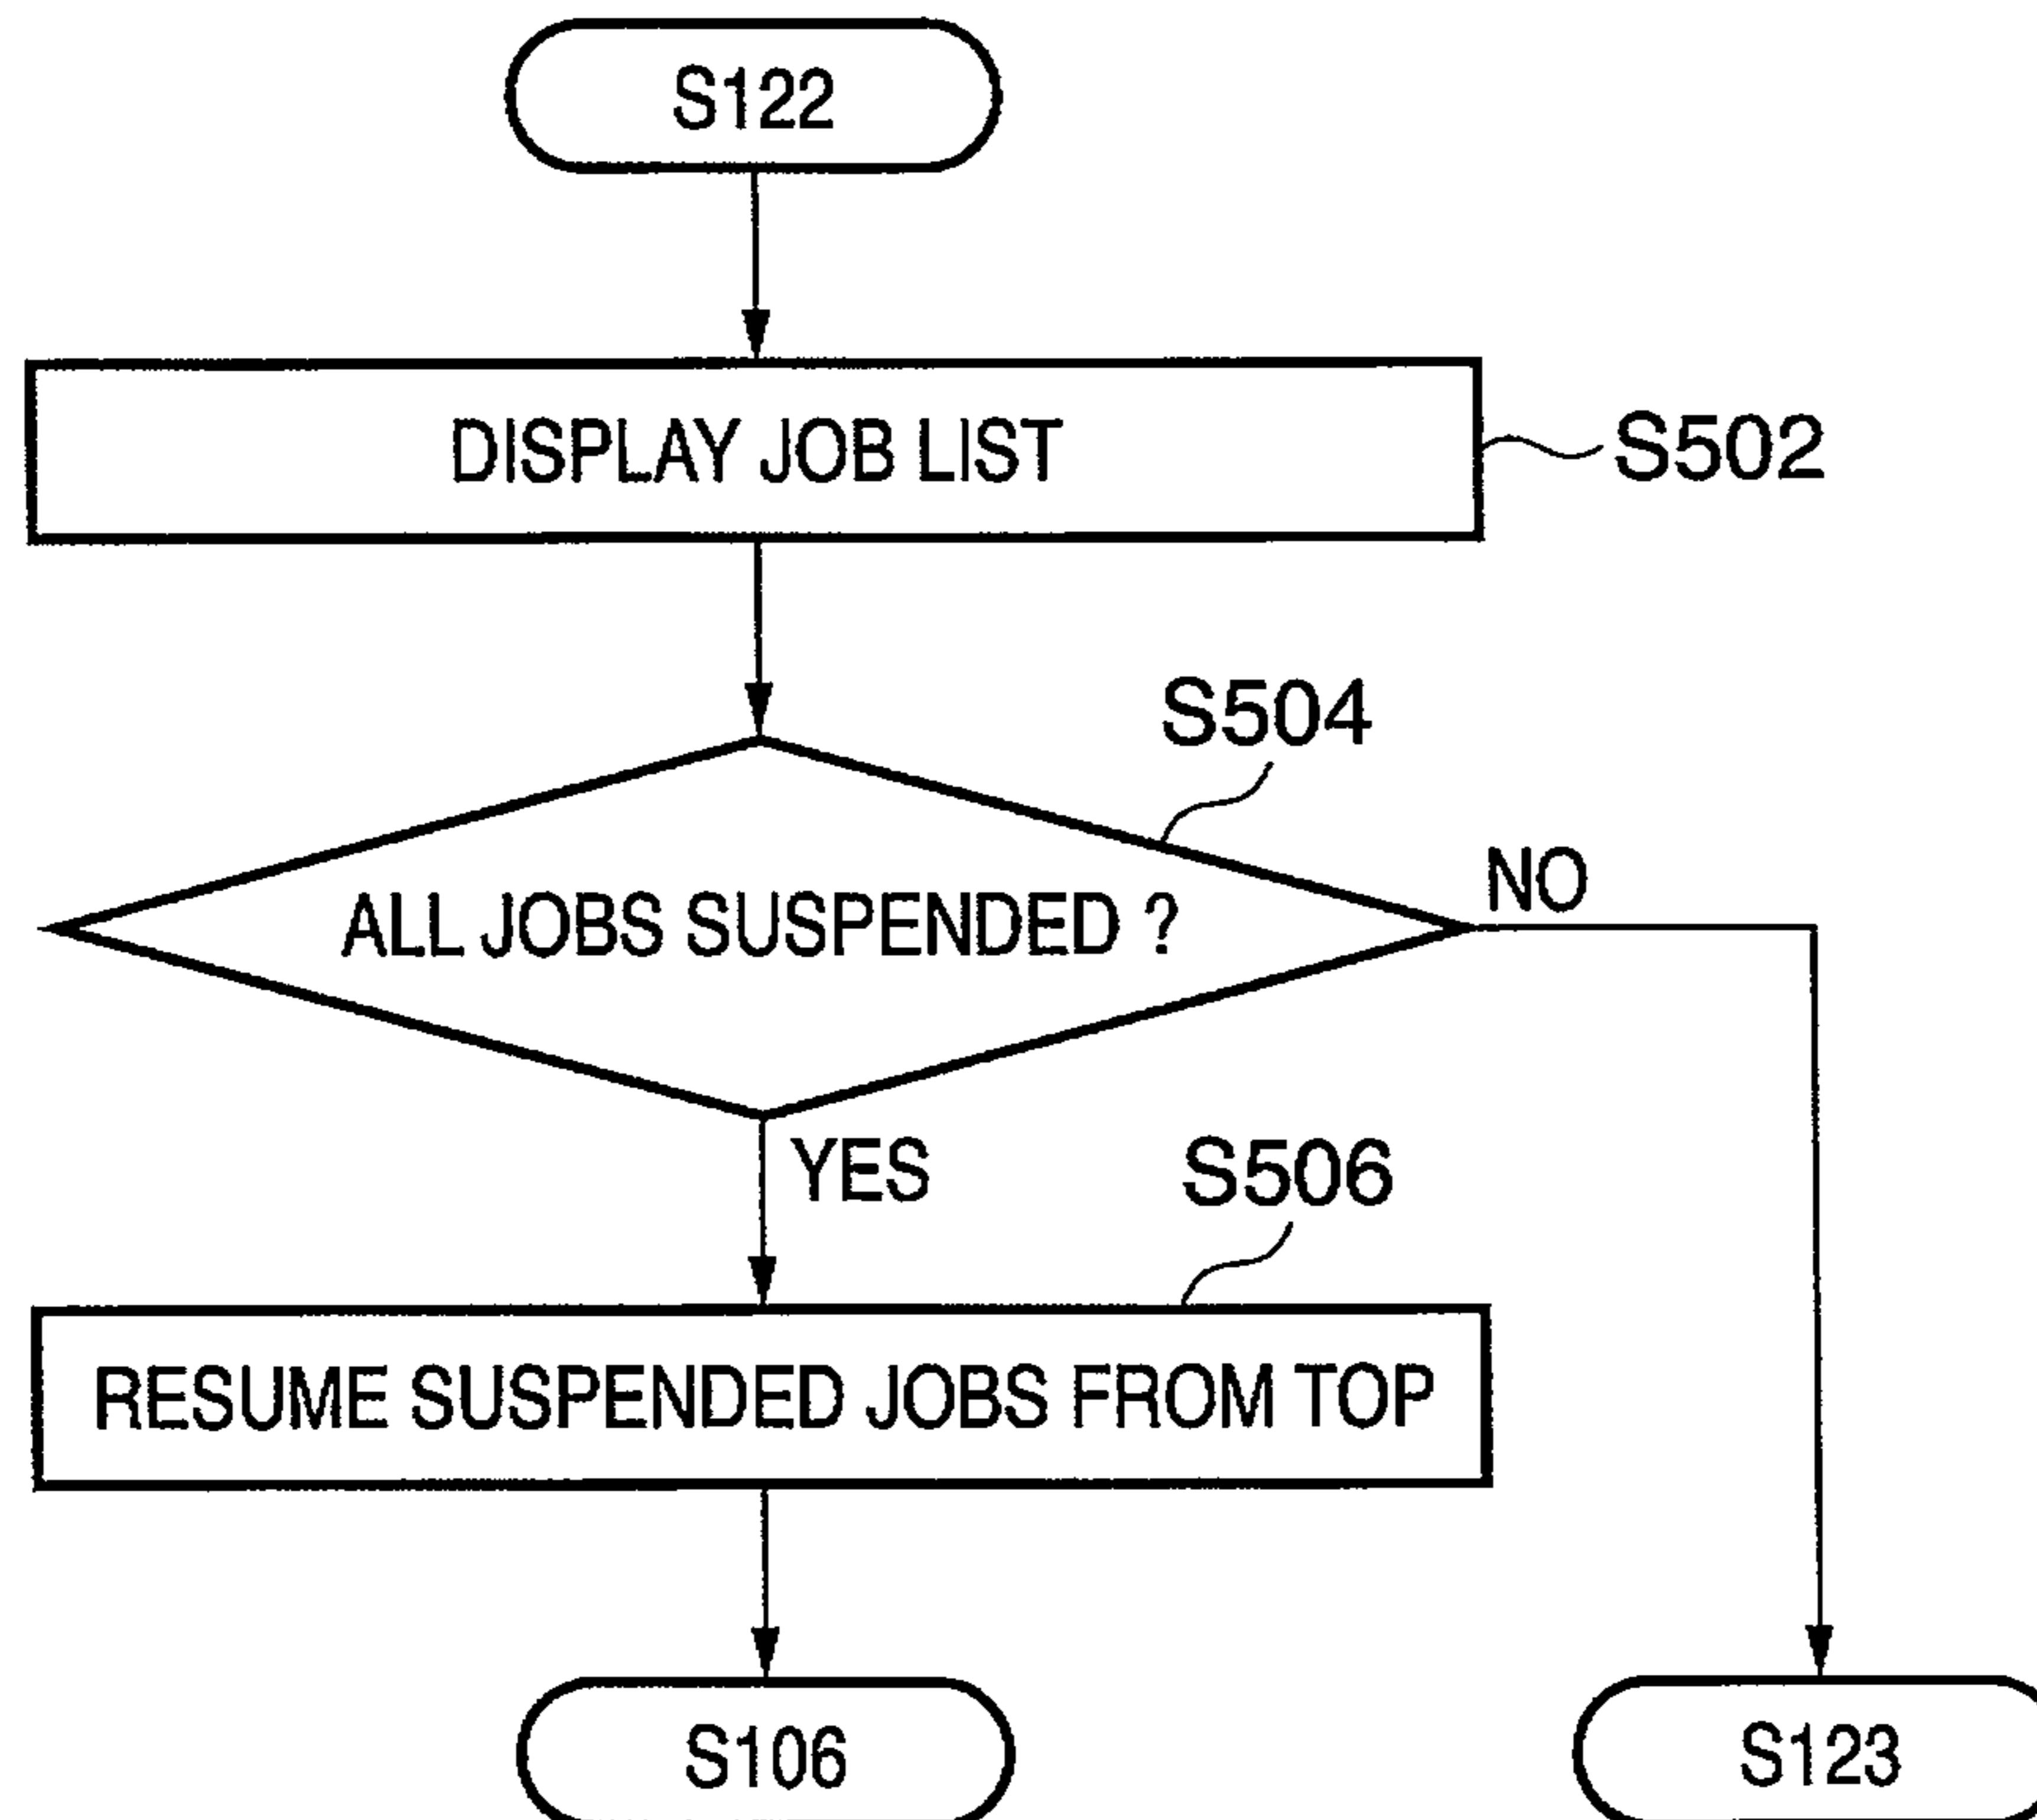 S122
DISPLAY JOB LIST
S502
S504
ALL JOBS SUSPENDED ?
NO
YES
S506
RESUME SUSPENDED JOBS FROM TOP
S106
S123